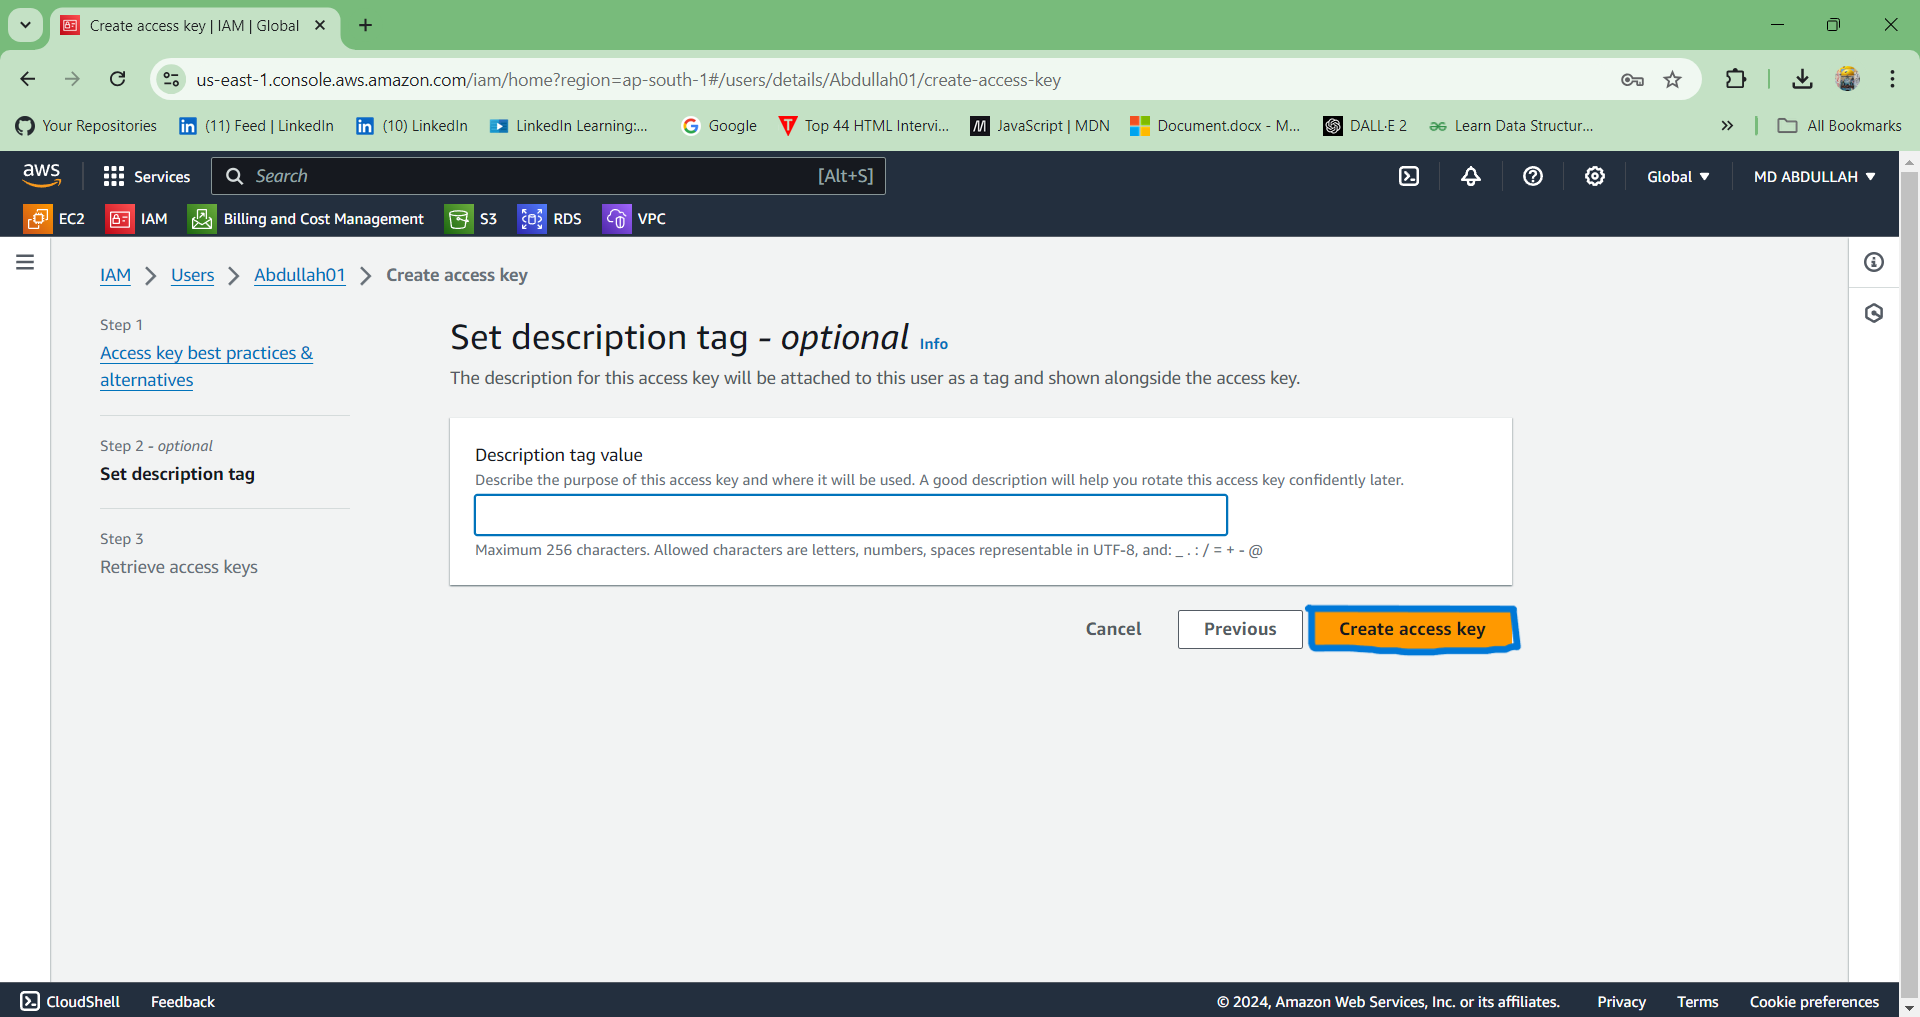 Create access key | IAM | Global
us-east-1.console.aws.amazon.com/iam/home?region=ap-south-1#/users/details/Abdullah01/create-access-key
Your Repositories
(11) Feed | LinkedIn
(10) LinkedIn
LinkedIn Learning:...
Google
Top 44 HTML Intervi...
JavaScript | MDN
Document.docx - M...
DALL·E 2
Learn Data Structur...
All Bookmarks
aws
Services
Search
[Alt+S]
Global
MD ABDULLAH
EC2
IAM
Billing and Cost Management
S3
RDS
VPC
IAM > Users > Abdullah01 > Create access key
Step 1
Access key best practices &
alternatives
Step 2 - optional
Set description tag
Step 3
Retrieve access keys
Set description tag - optional Info
The description for this access key will be attached to this user as a tag and shown alongside the access key.
Description tag value
Describe the purpose of this access key and where it will be used. A good description will help you rotate this access key confidently later.
Maximum 256 characters. Allowed characters are letters, numbers, spaces representable in UTF-8, and: _ . : / = + - @
Cancel
Previous
Create access key
CloudShell
Feedback
© 2024, Amazon Web Services, Inc. or its affiliates.
Privacy
Terms
Cookie preferences